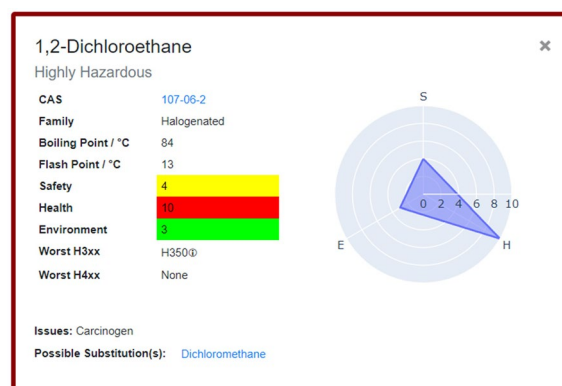 1,2-Dichloroethane
×
Highly Hazardous
CAS 107-06-2
Family Halogenated
Boiling Point / °C 84
Flash Point / °C 13
Safety 4
Health 10
Environment 3
Worst H3xx H350🛈
Worst H4xx None
S
0 2 4 6 8 10
E
H
Issues: Carcinogen
Possible Substitution(s): Dichloromethane